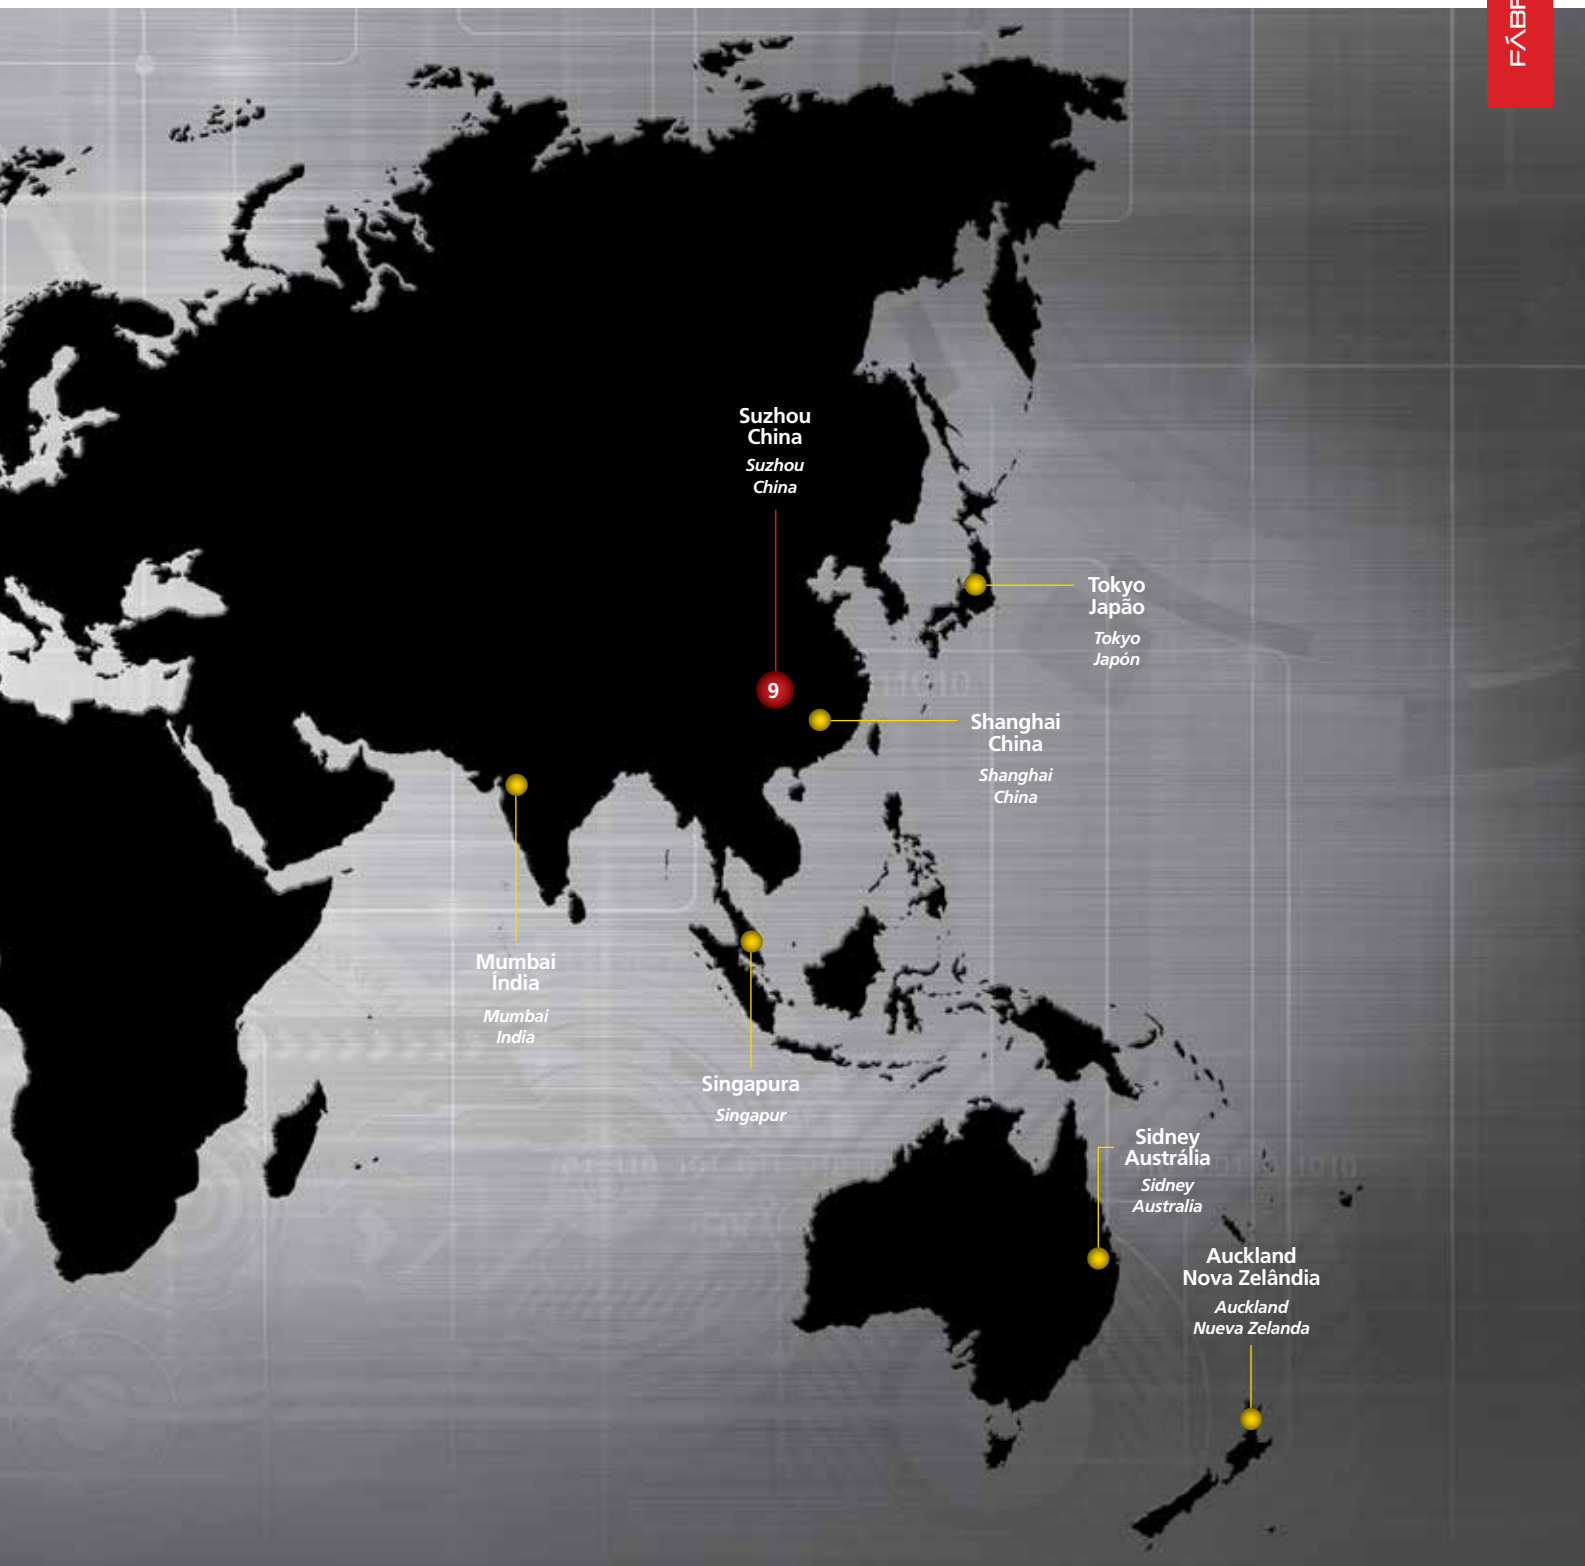 FÁBR
Suzhou
China
Suzhou
China
9
Tokyo
Japão
Tokyo
Japón
Shanghai
China
Shanghai
China
Mumbai
Índia
Mumbai
India
Singapura
Singapur
Sidney
Austrália
Sidney
Australia
Auckland
Nova Zelândia
Auckland
Nueva Zelanda